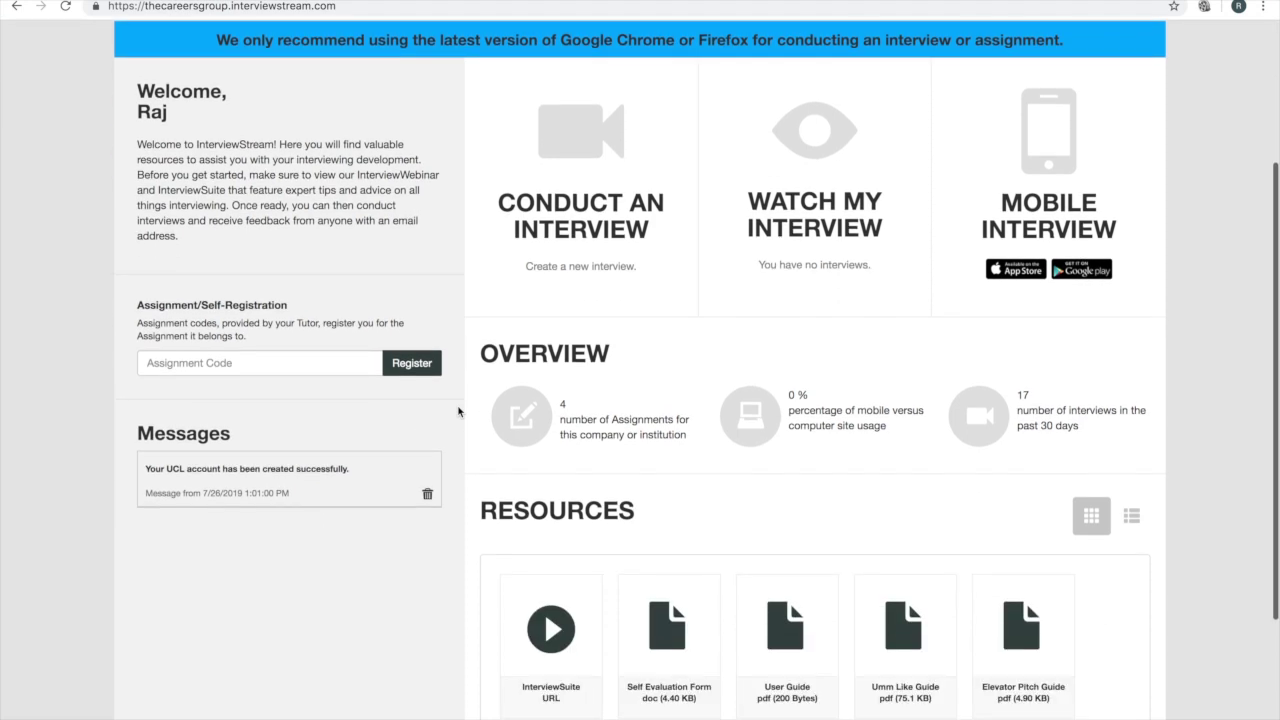 https://thecareersgroup.interviewstream.com
R
We only recommend using the latest version of Google Chrome or Firefox for conducting an interview or assignment.
Welcome,
Raj
Welcome to InterviewStream! Here you will find valuable
resources to assist you with your interviewing development.
Before you get started, make sure to view our InterviewWebinar
and InterviewSuite that feature expert tips and advice on all
things interviewing. Once ready, you can then conduct
interviews and receive feedback from anyone with an email
address.
Assignment/Self-Registration
Assignment codes, provided by your Tutor, register you for the
Assignment it belongs to.
Assignment Code
Register
Messages
Your UCL account has been created successfully.
Message from 7/26/2019 1:01:00 PM
CONDUCT AN
INTERVIEW
Create a new interview.
WATCH MY
INTERVIEW
You have no interviews.
MOBILE
INTERVIEW
Available on the
App Store
GET IT ON
Google play
OVERVIEW
4
number of Assignments for
this company or institution
0 %
percentage of mobile versus
computer site usage
17
number of interviews in the
past 30 days
RESOURCES
InterviewSuite
URL
Self Evaluation Form
doc (4.40 KB)
User Guide
pdf (200 Bytes)
Umm Like Guide
pdf (75.1 KB)
Elevator Pitch Guide
pdf (4.90 KB)